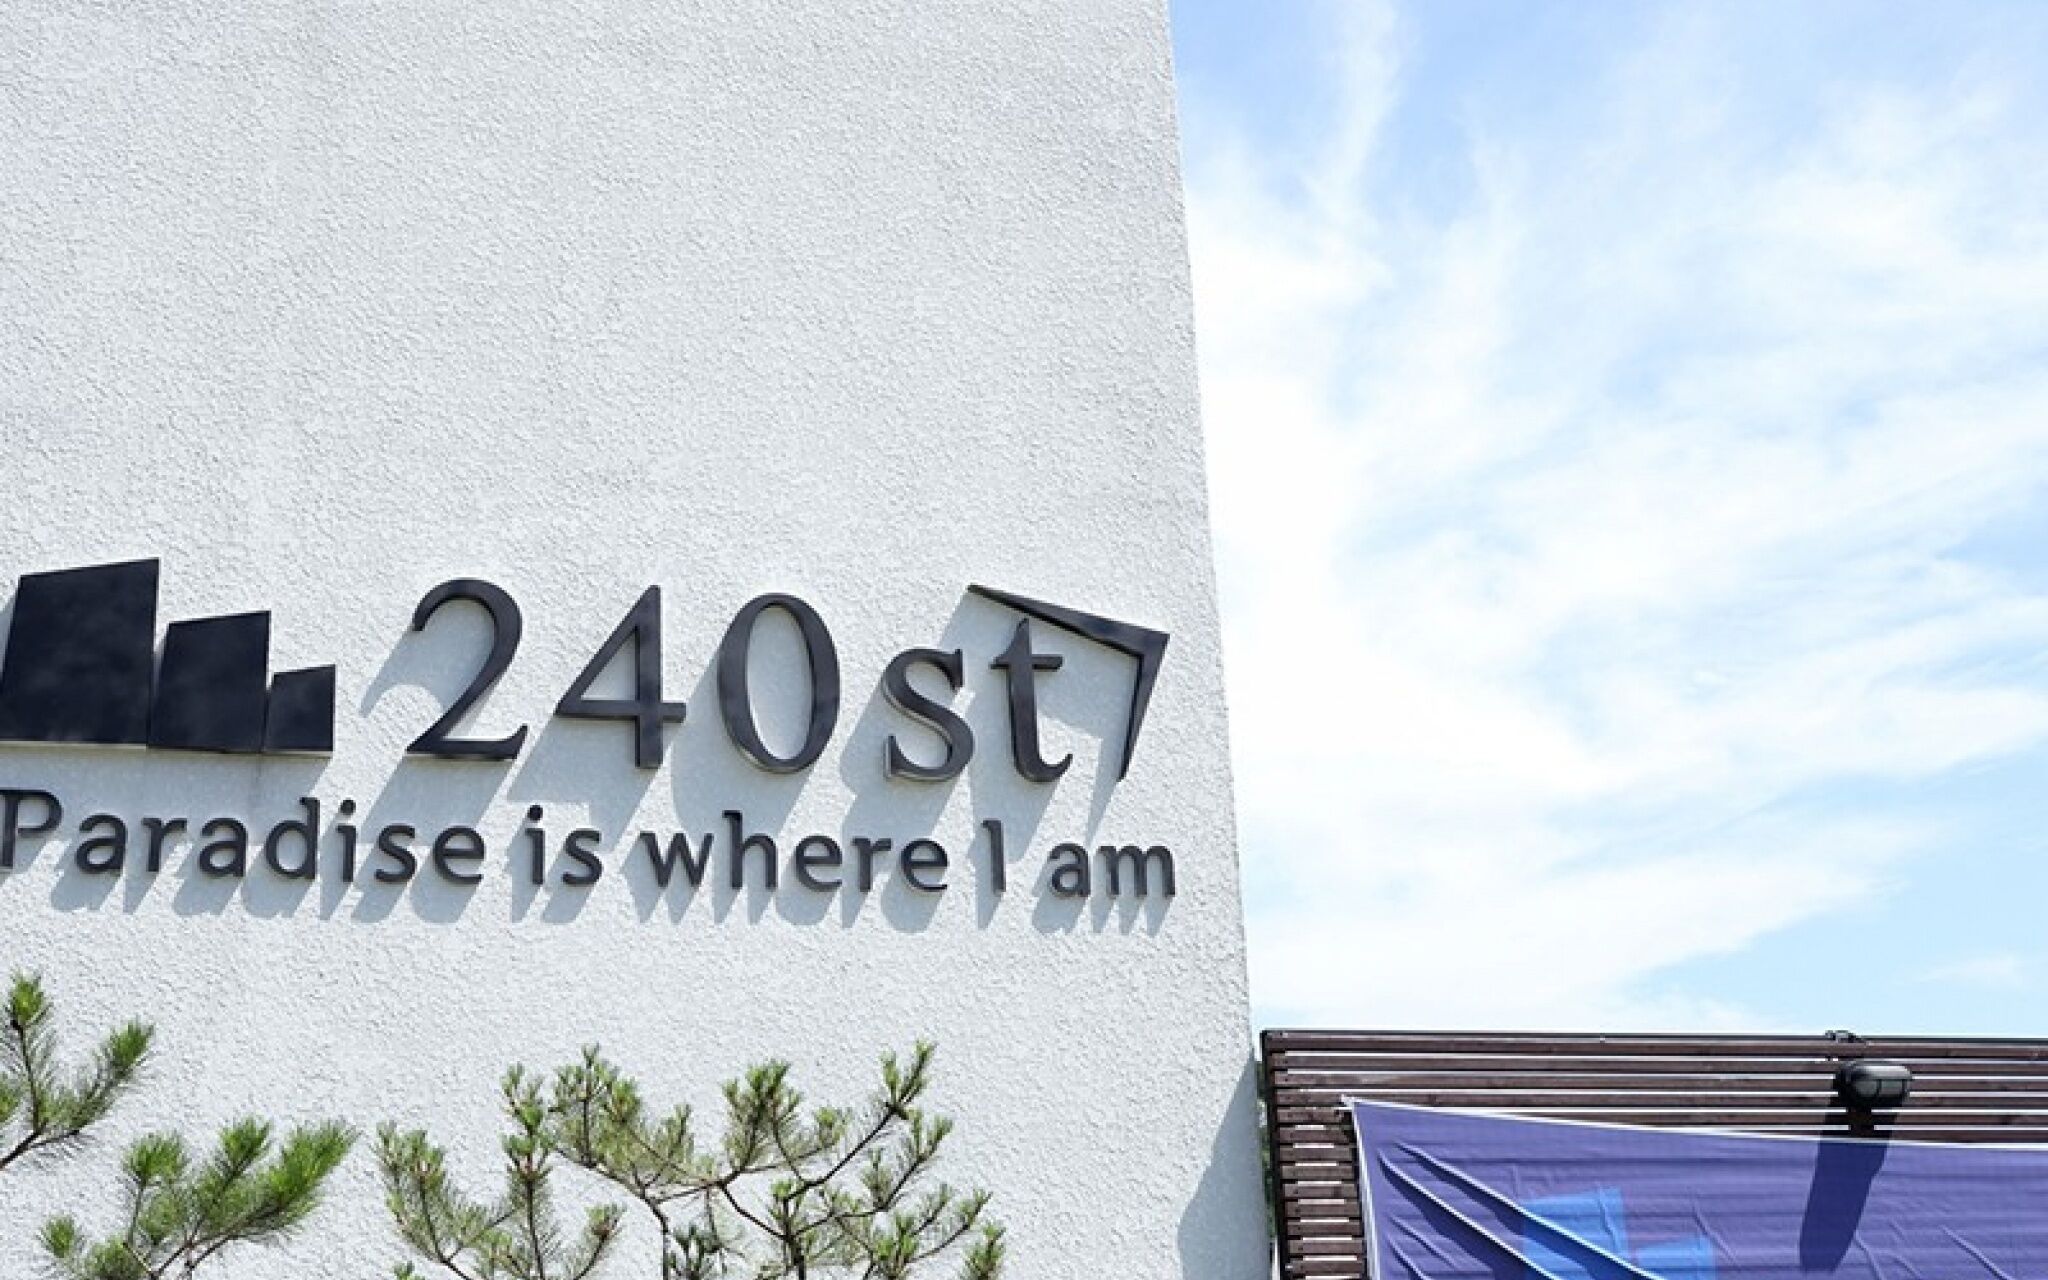 240st
Paradise is where I am